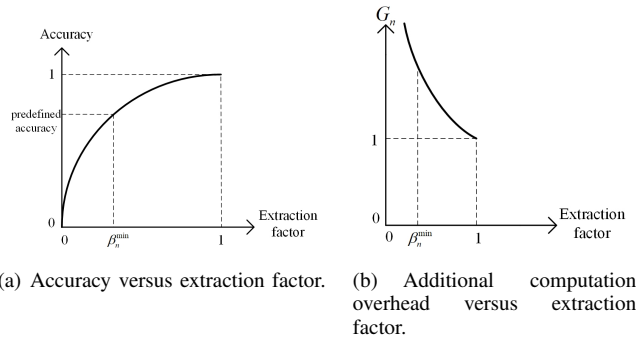 Accuracy
1
predefined
accuracy
0
0
β_n^min
1
Extraction
factor
(a) Accuracy versus extraction factor.
G_n
1
0
0
β_n^min
1
Extraction
factor
(b) Additional computation
overhead versus extraction
factor.